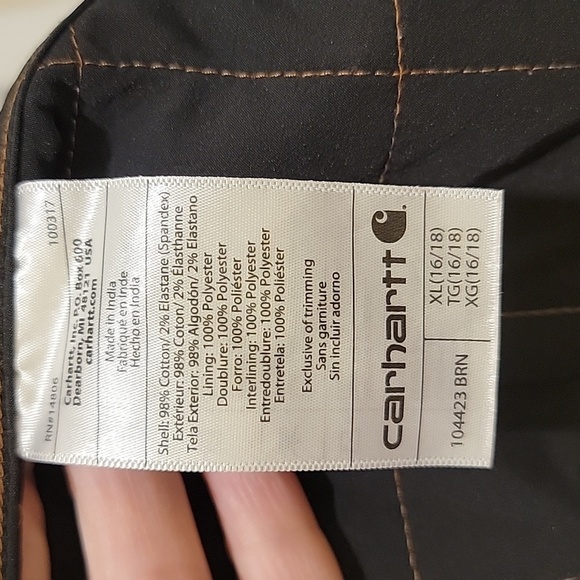 RN#14806 100317
Carhartt, Inc. P.O. Box 600
Dearborn, MI 48121 USA
carhartt.com
Made in India
Fabriqué en Inde
Hecho en India
Shell: 98% Cotton/ 2% Elastane (Spandex)
Extérieur: 98% Coton/ 2% Élasthanne
Tela Exterior: 98% Algodón/ 2% Elastano
Lining: 100% Polyester
Doublure: 100% Polyester
Forro: 100% Poliéster
Interlining: 100% Polyester
Entredoublure: 100% Polyester
Entretela: 100% Poliéster
Exclusive of trimming
Sans garniture
Sin incluir adorno
carhartt
104423 BRN
XL(16/18)
TG(16/18)
XG(16/18)